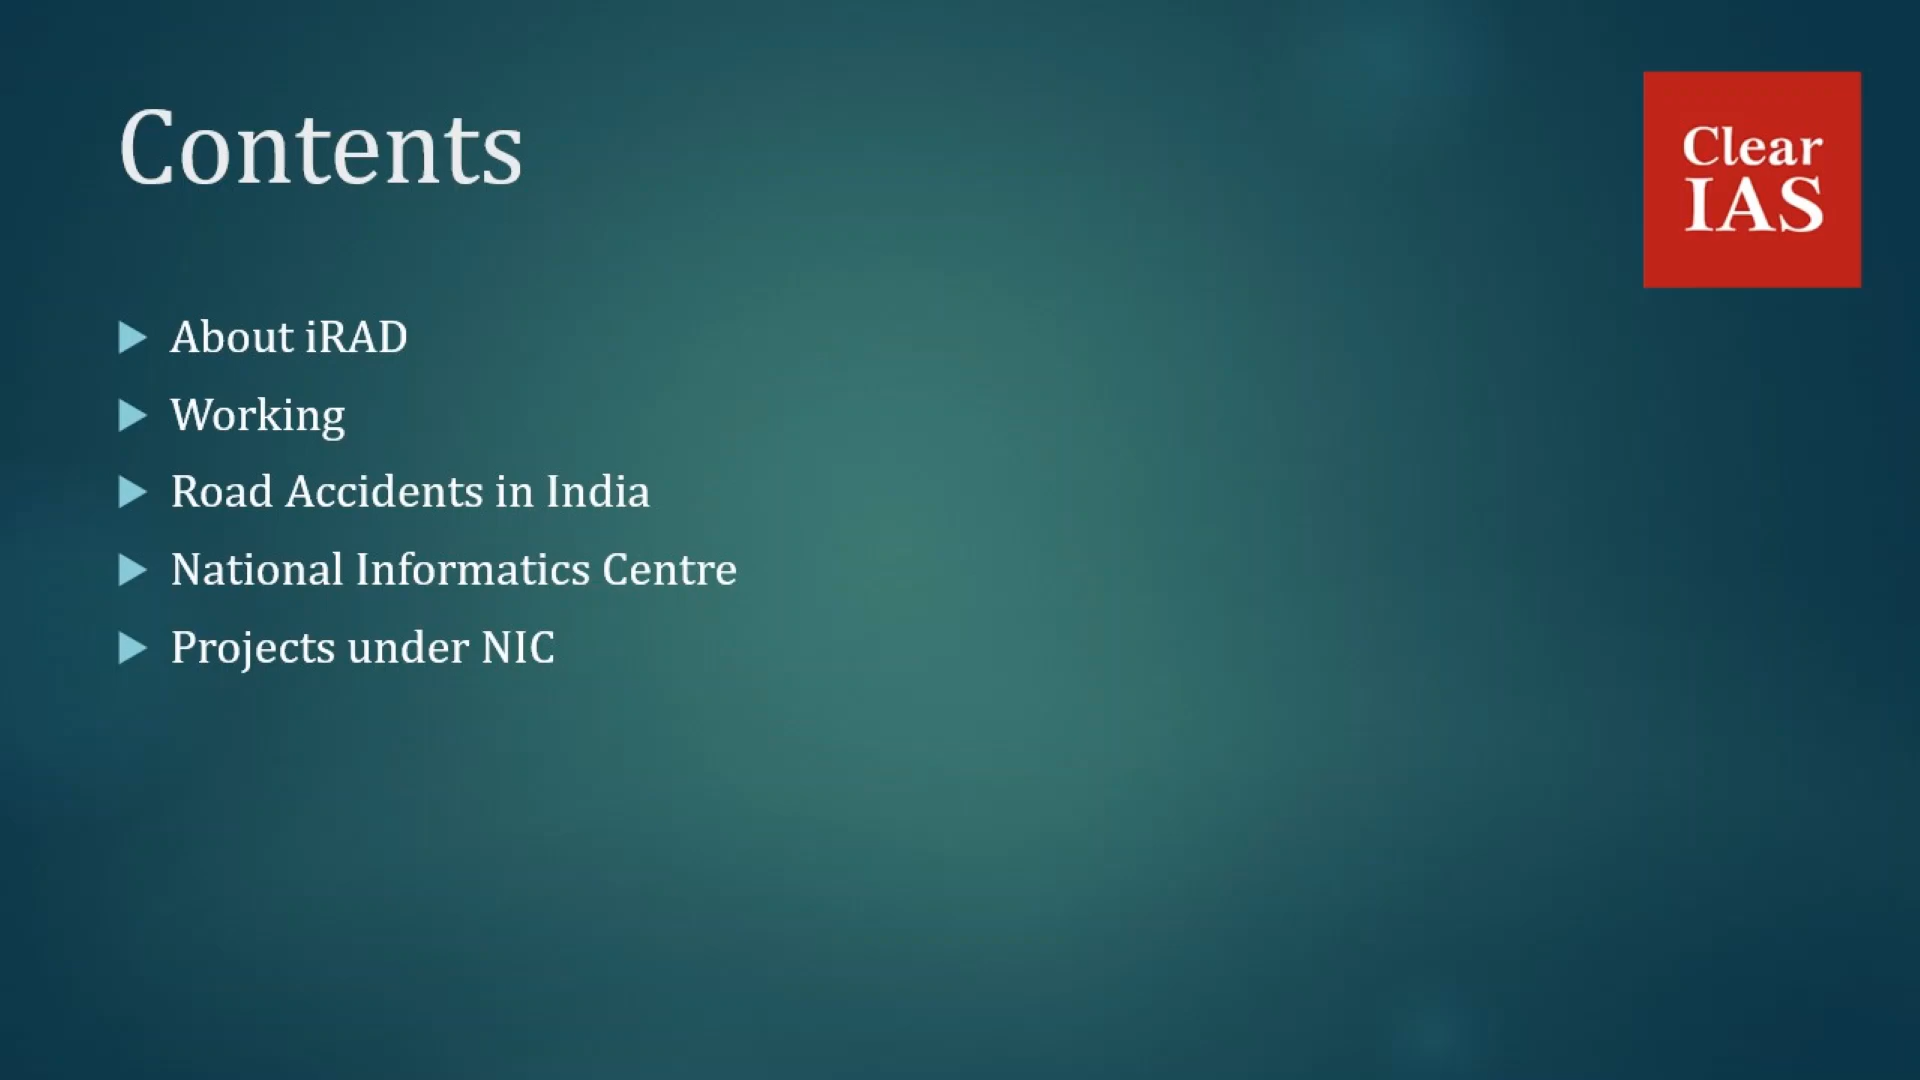 Contents
Clear
IAS
About iRAD
Working
Road Accidents in India
National Informatics Centre
Projects under NIC